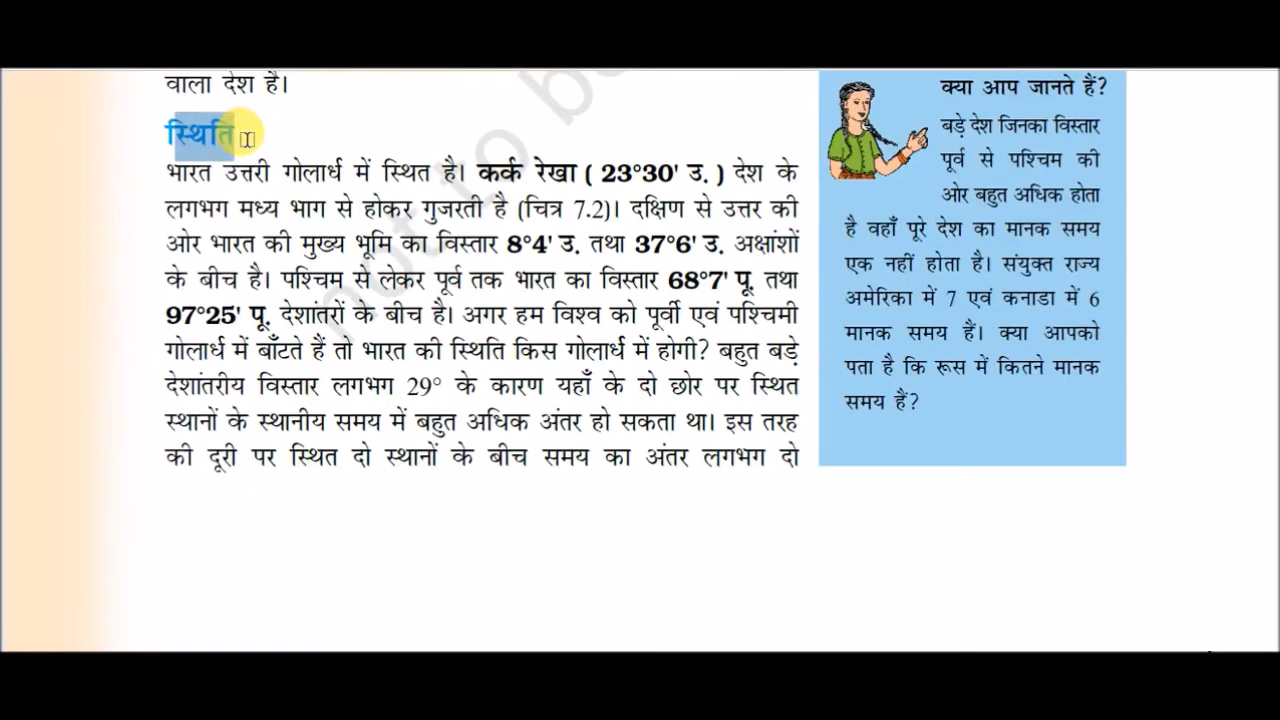 वाला देश है।
स्थिति
भारत उत्तरी गोलार्ध में स्थित है। कर्क रेखा ( 23°30' उ. ) देश के
लगभग मध्य भाग से होकर गुजरती है (चित्र 7.2)। दक्षिण से उत्तर की
ओर भारत की मुख्य भूमि का विस्तार 8°4' उ. तथा 37°6' उ. अक्षांशों
के बीच है। पश्चिम से लेकर पूर्व तक भारत का विस्तार 68°7' पू. तथा
97°25' पू. देशांतरों के बीच है। अगर हम विश्व को पूर्वी एवं पश्चिमी
गोलार्ध में बाँटते हैं तो भारत की स्थिति किस गोलार्ध में होगी? बहुत बड़े
देशांतरीय विस्तार लगभग 29° के कारण यहाँ के दो छोर पर स्थित
स्थानों के स्थानीय समय में बहुत अधिक अंतर हो सकता था। इस तरह
की दूरी पर स्थित दो स्थानों के बीच समय का अंतर लगभग दो
क्या आप जानते हैं?
बड़े देश जिनका विस्तार
पूर्व से पश्चिम की
ओर बहुत अधिक होता
है वहाँ पूरे देश का मानक समय
एक नहीं होता है। संयुक्त राज्य
अमेरिका में 7 एवं कनाडा में 6
मानक समय हैं। क्या आपको
पता है कि रूस में कितने मानक
समय हैं?
not to b